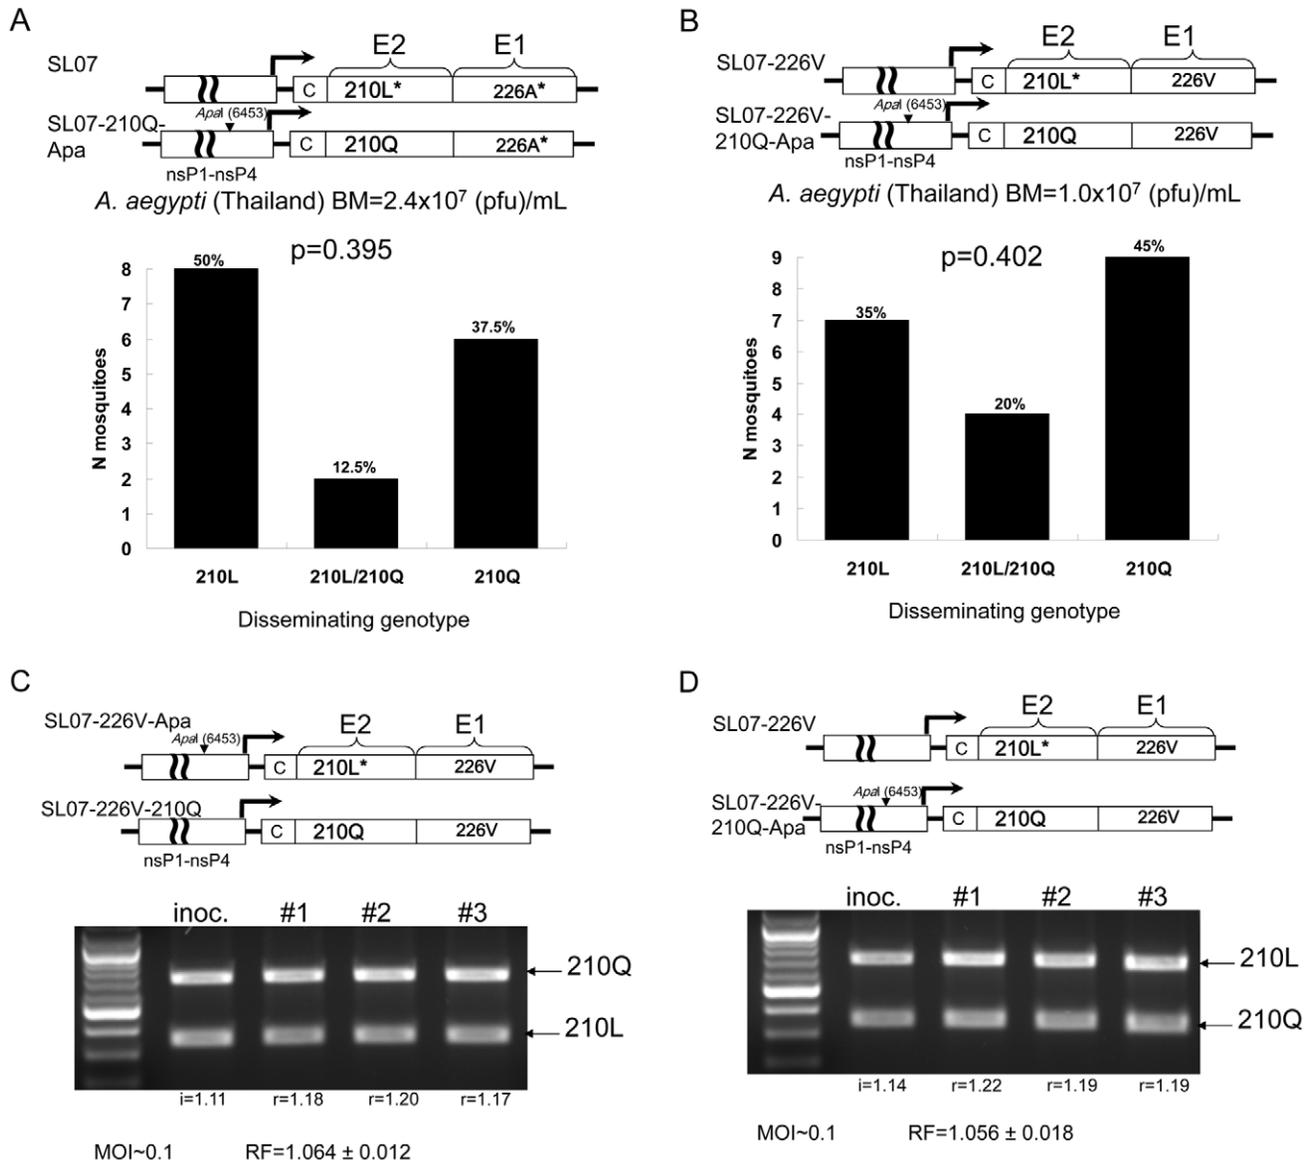 A
E2 E1
SL07
C 210L* 226A*
ApaI (6453)
SL07-210Q-
Apa
C 210Q 226A*
nsP1-nsP4
A. aegypti (Thailand) BM=2.4x10⁷ (pfu)/mL
p=0.395
N mosquitoes
8
7
6
5
4
3
2
1
0
50%
12.5%
37.5%
210L 210L/210Q 210Q
Disseminating genotype
B
E2 E1
SL07-226V
C 210L* 226V
ApaI (6453)
SL07-226V-
210Q-Apa
C 210Q 226V
nsP1-nsP4
A. aegypti (Thailand) BM=1.0x10⁷ (pfu)/mL
p=0.402
N mosquitoes
9
8
7
6
5
4
3
2
1
0
35%
20%
45%
210L 210L/210Q 210Q
Disseminating genotype
C
SL07-226V-Apa
E2 E1
ApaI (6453)
C 210L* 226V
SL07-226V-210Q
C 210Q 226V
nsP1-nsP4
inoc. #1 #2 #3
210Q
210L
i=1.11 r=1.18 r=1.20 r=1.17
MOI~0.1 RF=1.064 ± 0.012
D
E2 E1
SL07-226V
C 210L* 226V
ApaI (6453)
SL07-226V-
210Q-Apa
C 210Q 226V
nsP1-nsP4
inoc. #1 #2 #3
210L
210Q
i=1.14 r=1.22 r=1.19 r=1.19
MOI~0.1 RF=1.056 ± 0.018